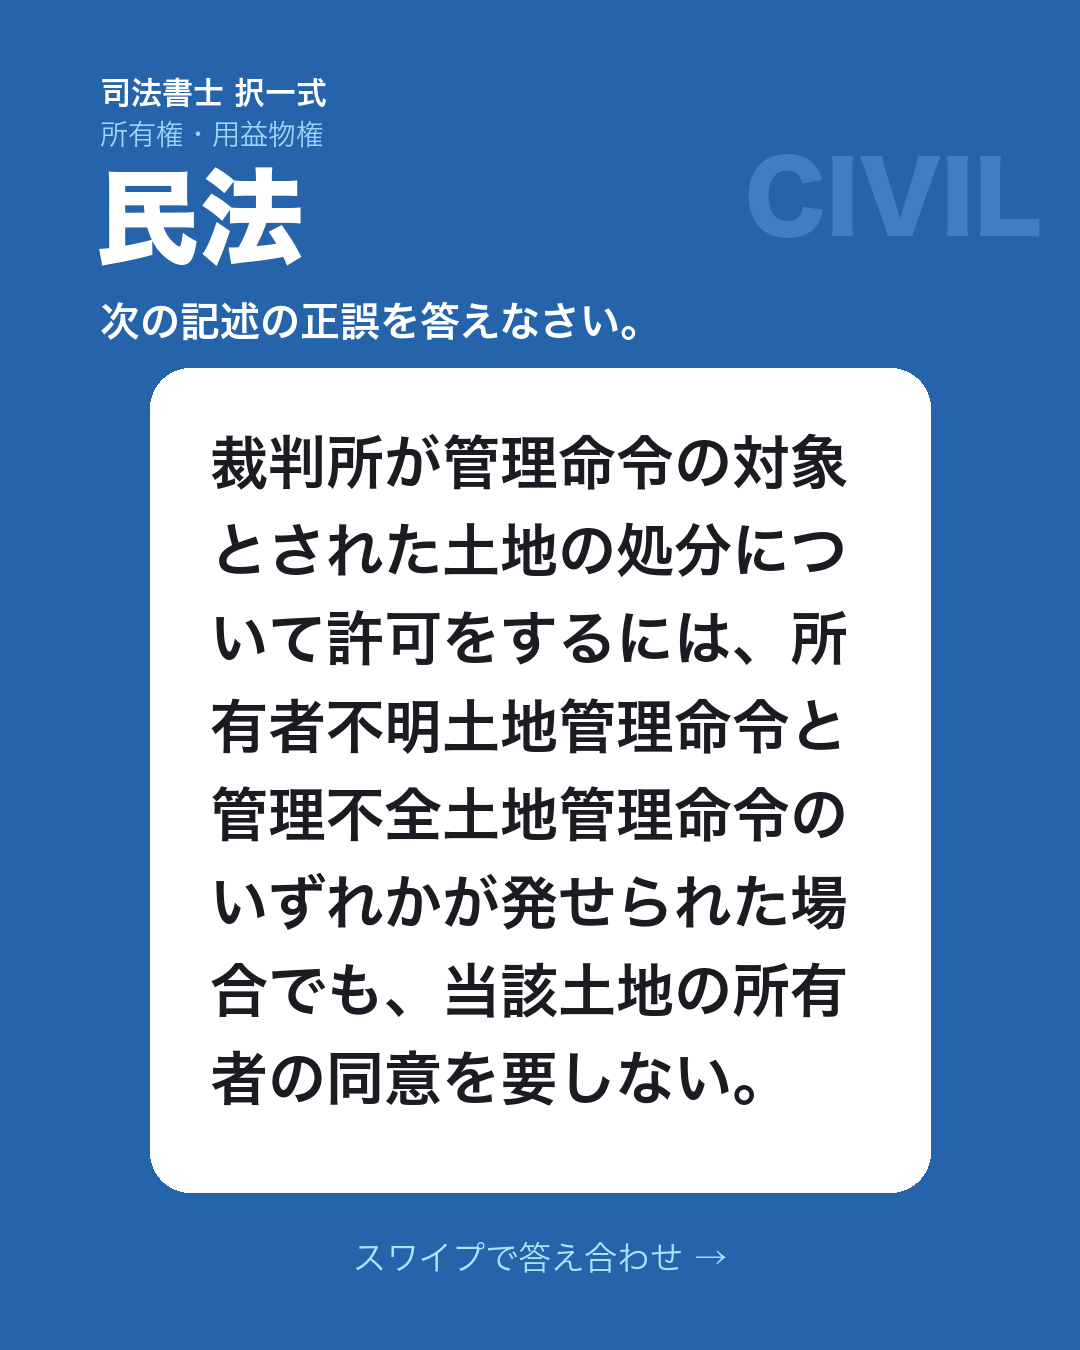 司法書士 択一式
所有権・用益物権
民法
CIVIL
次の記述の正誤を答えなさい。
裁判所が管理命令の対象
とされた土地の処分につ
いて許可をするには、所
有者不明土地管理命令と
管理不全土地管理命令の
いずれかが発せられた場
合でも、当該土地の所有
者の同意を要しない。
スワイプで答え合わせ →